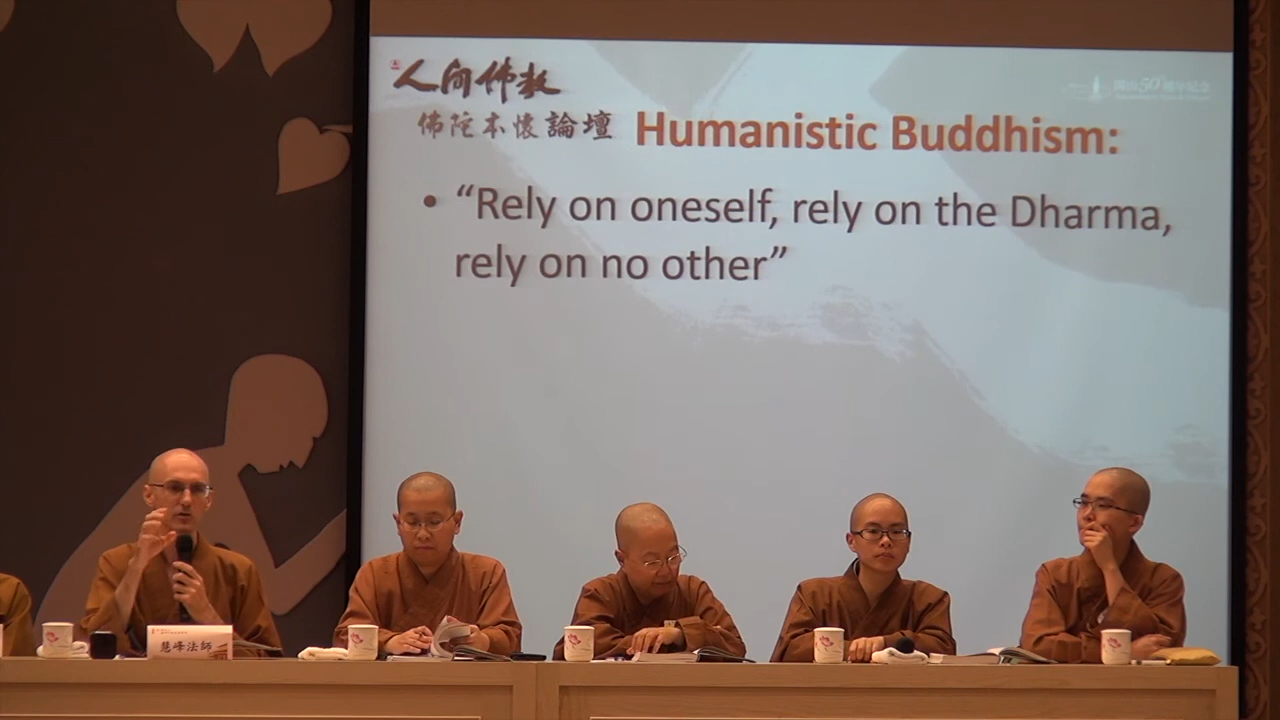 人間佛教
佛陀本懷論壇
Humanistic Buddhism:
• “Rely on oneself, rely on the Dharma,
rely on no other”
慧峰法師